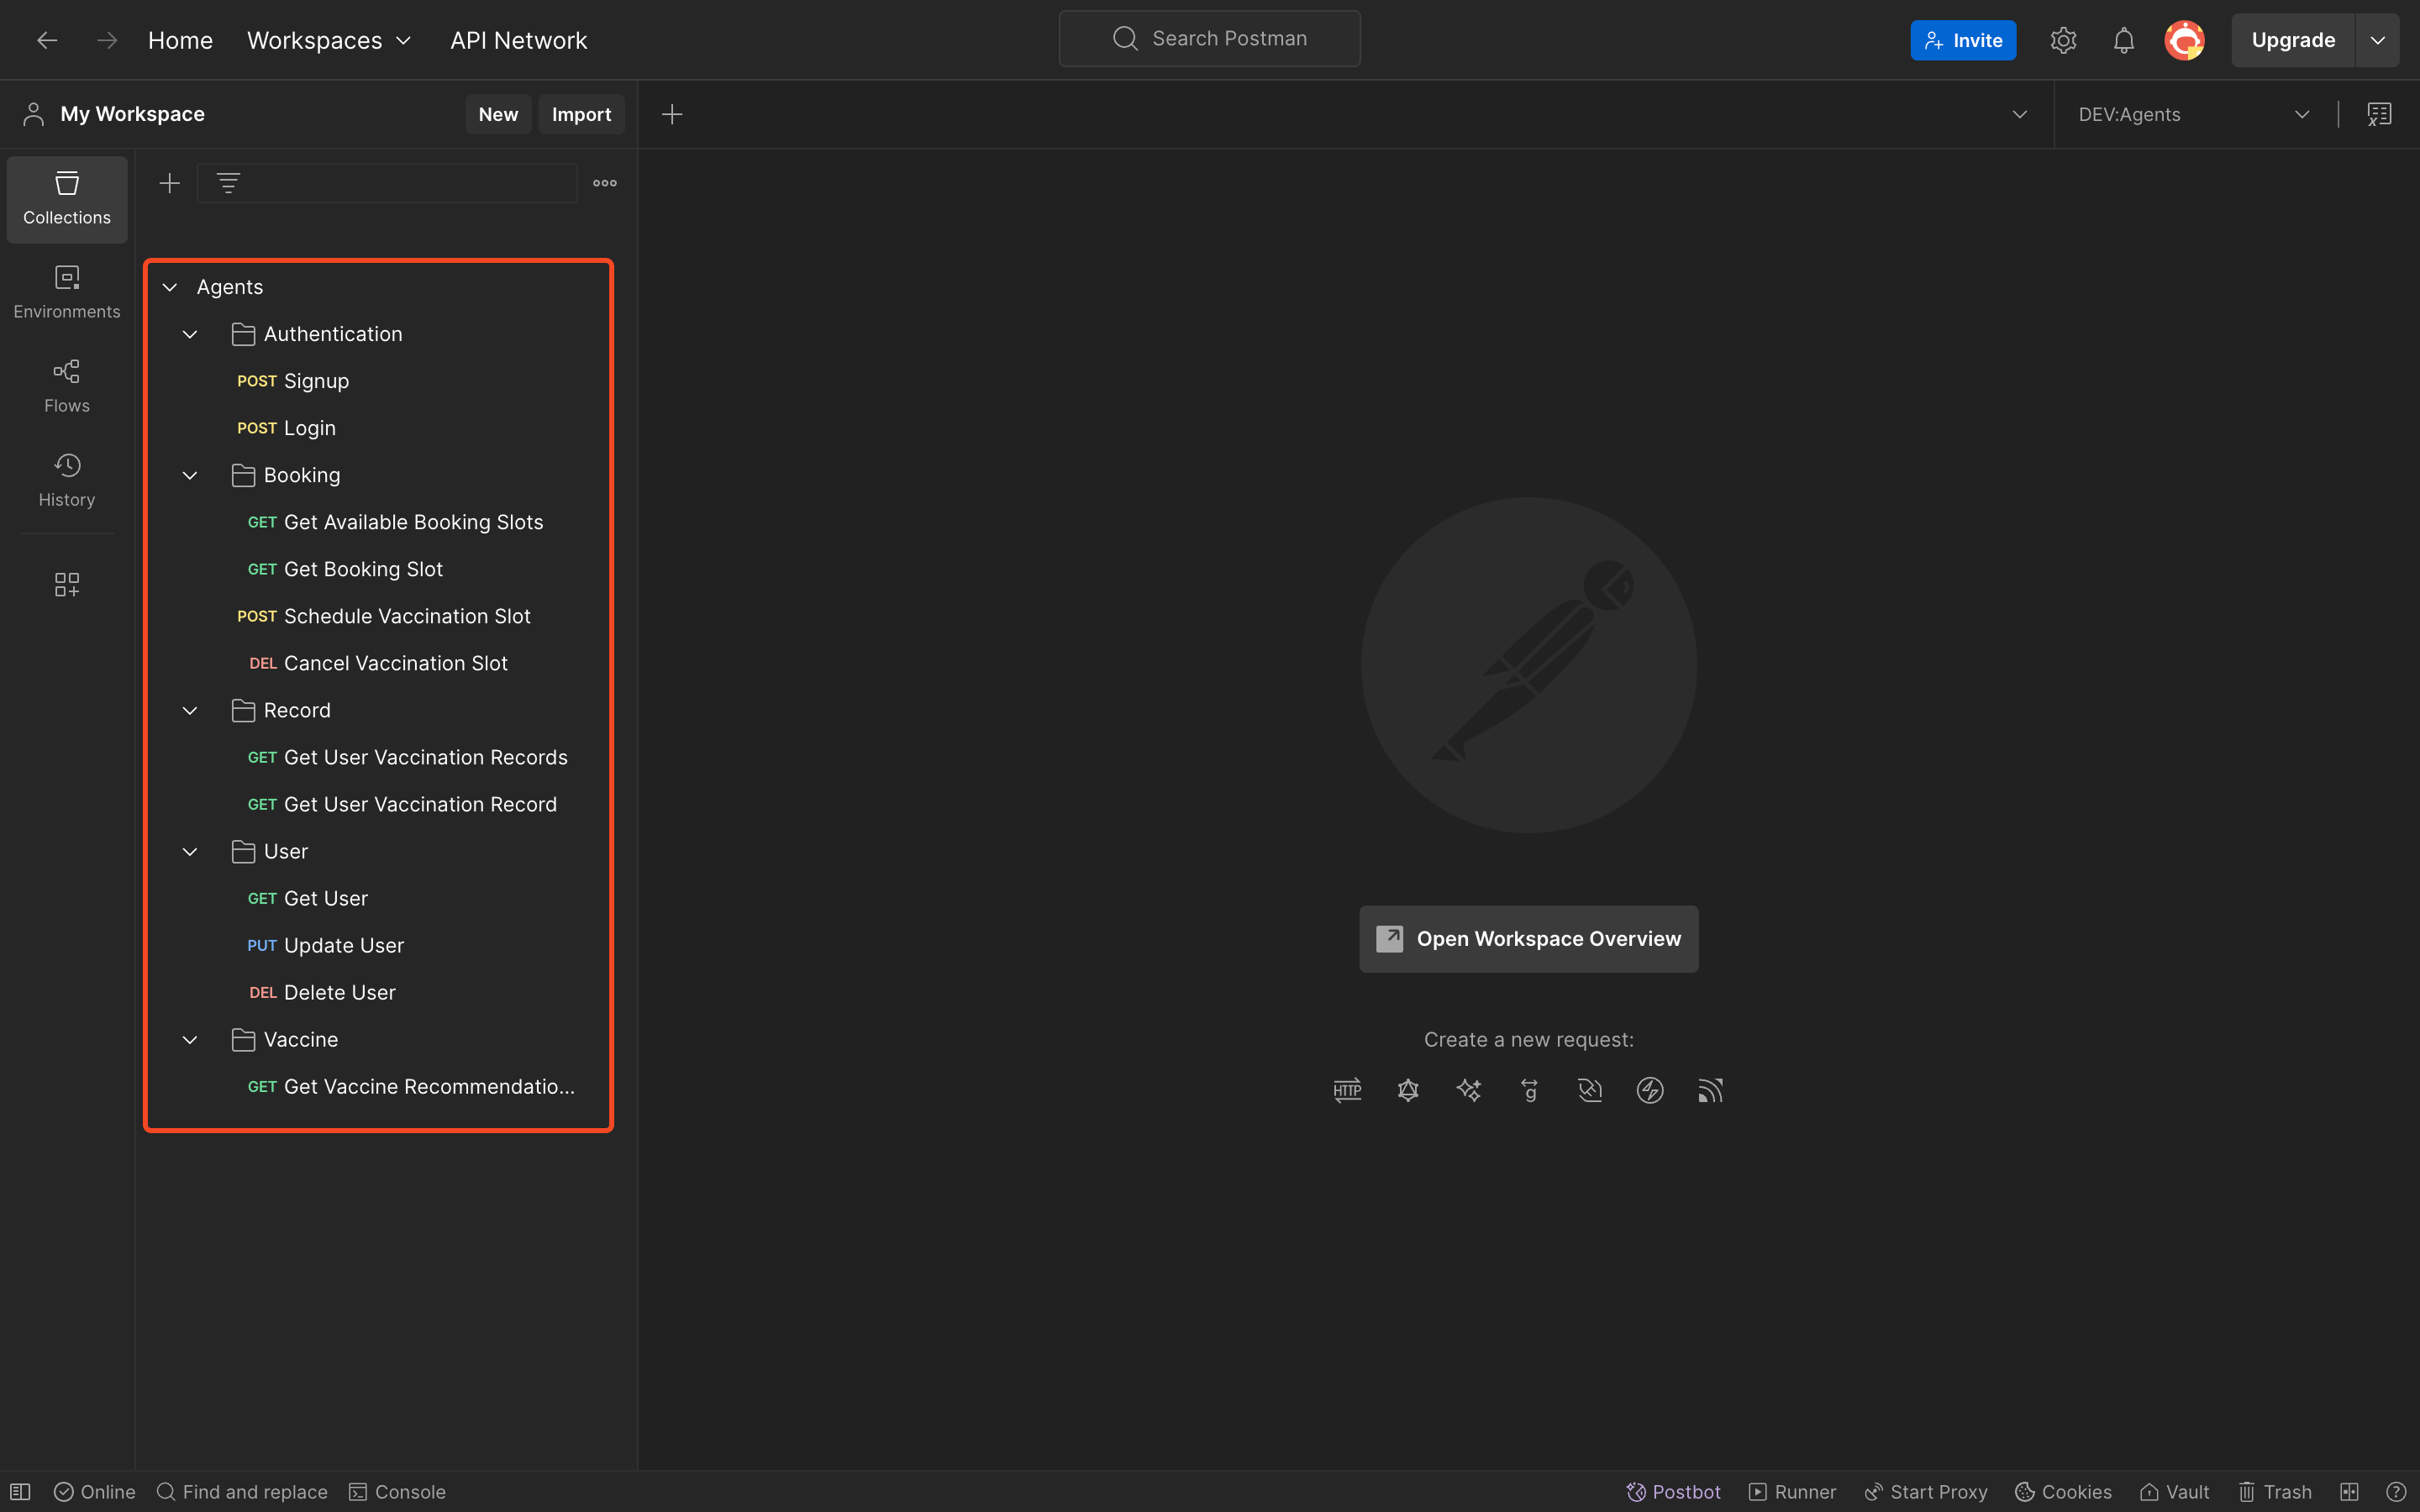 Home Workspaces API Network Search Postman Invite Upgrade
My Workspace New Import DEV:Agents
Collections
Environments
Flows
History
Agents
Authentication
POST Signup
POST Login
Booking
GET Get Available Booking Slots
GET Get Booking Slot
POST Schedule Vaccination Slot
DEL Cancel Vaccination Slot
Record
GET Get User Vaccination Records
GET Get User Vaccination Record
User
GET Get User
PUT Update User
DEL Delete User
Vaccine
GET Get Vaccine Recommendatio...
Open Workspace Overview
Create a new request:
HTTP g
Online Find and replace Console Postbot Runner Start Proxy Cookies Vault Trash